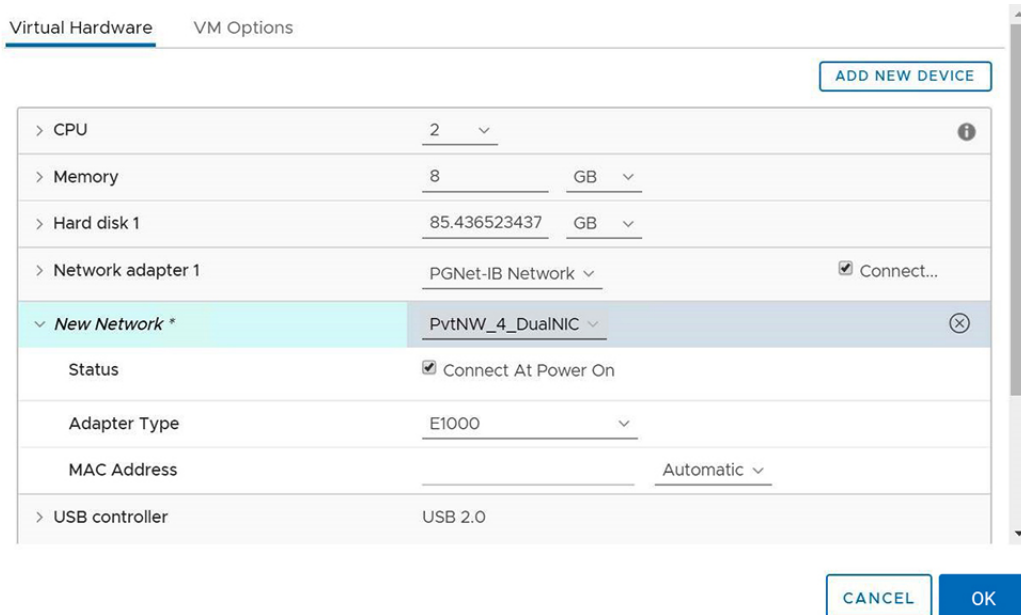 Virtual Hardware VM Options
ADD NEW DEVICE
CPU 2
Memory 8 GB
Hard disk 1 85.436523437 GB
Network adapter 1 PGNet-IB Network Connect...
New Network * PvtNW_4_DualNIC
Status Connect At Power On
Adapter Type E1000
MAC Address Automatic
USB controller USB 2.0
CANCEL OK